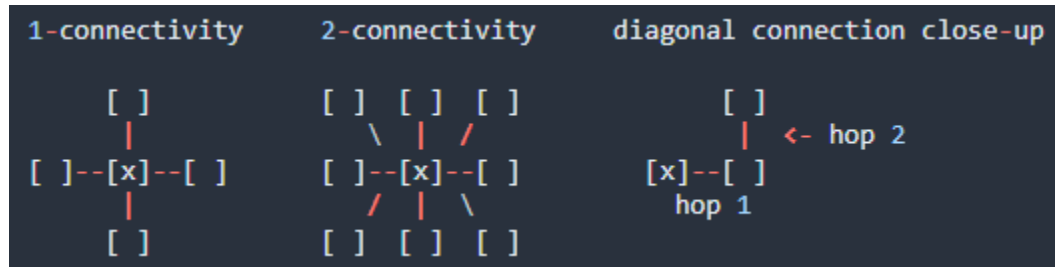 1-connectivity     2-connectivity     diagonal connection close-up

     [ ]           [ ]  [ ]  [ ]             [ ]
      |               \  |  /                 |  <- hop 2
[ ]--[x]--[ ]      [ ]--[x]--[ ]        [x]--[ ]
      |               /  |  \             hop 1
     [ ]           [ ]  [ ]  [ ]